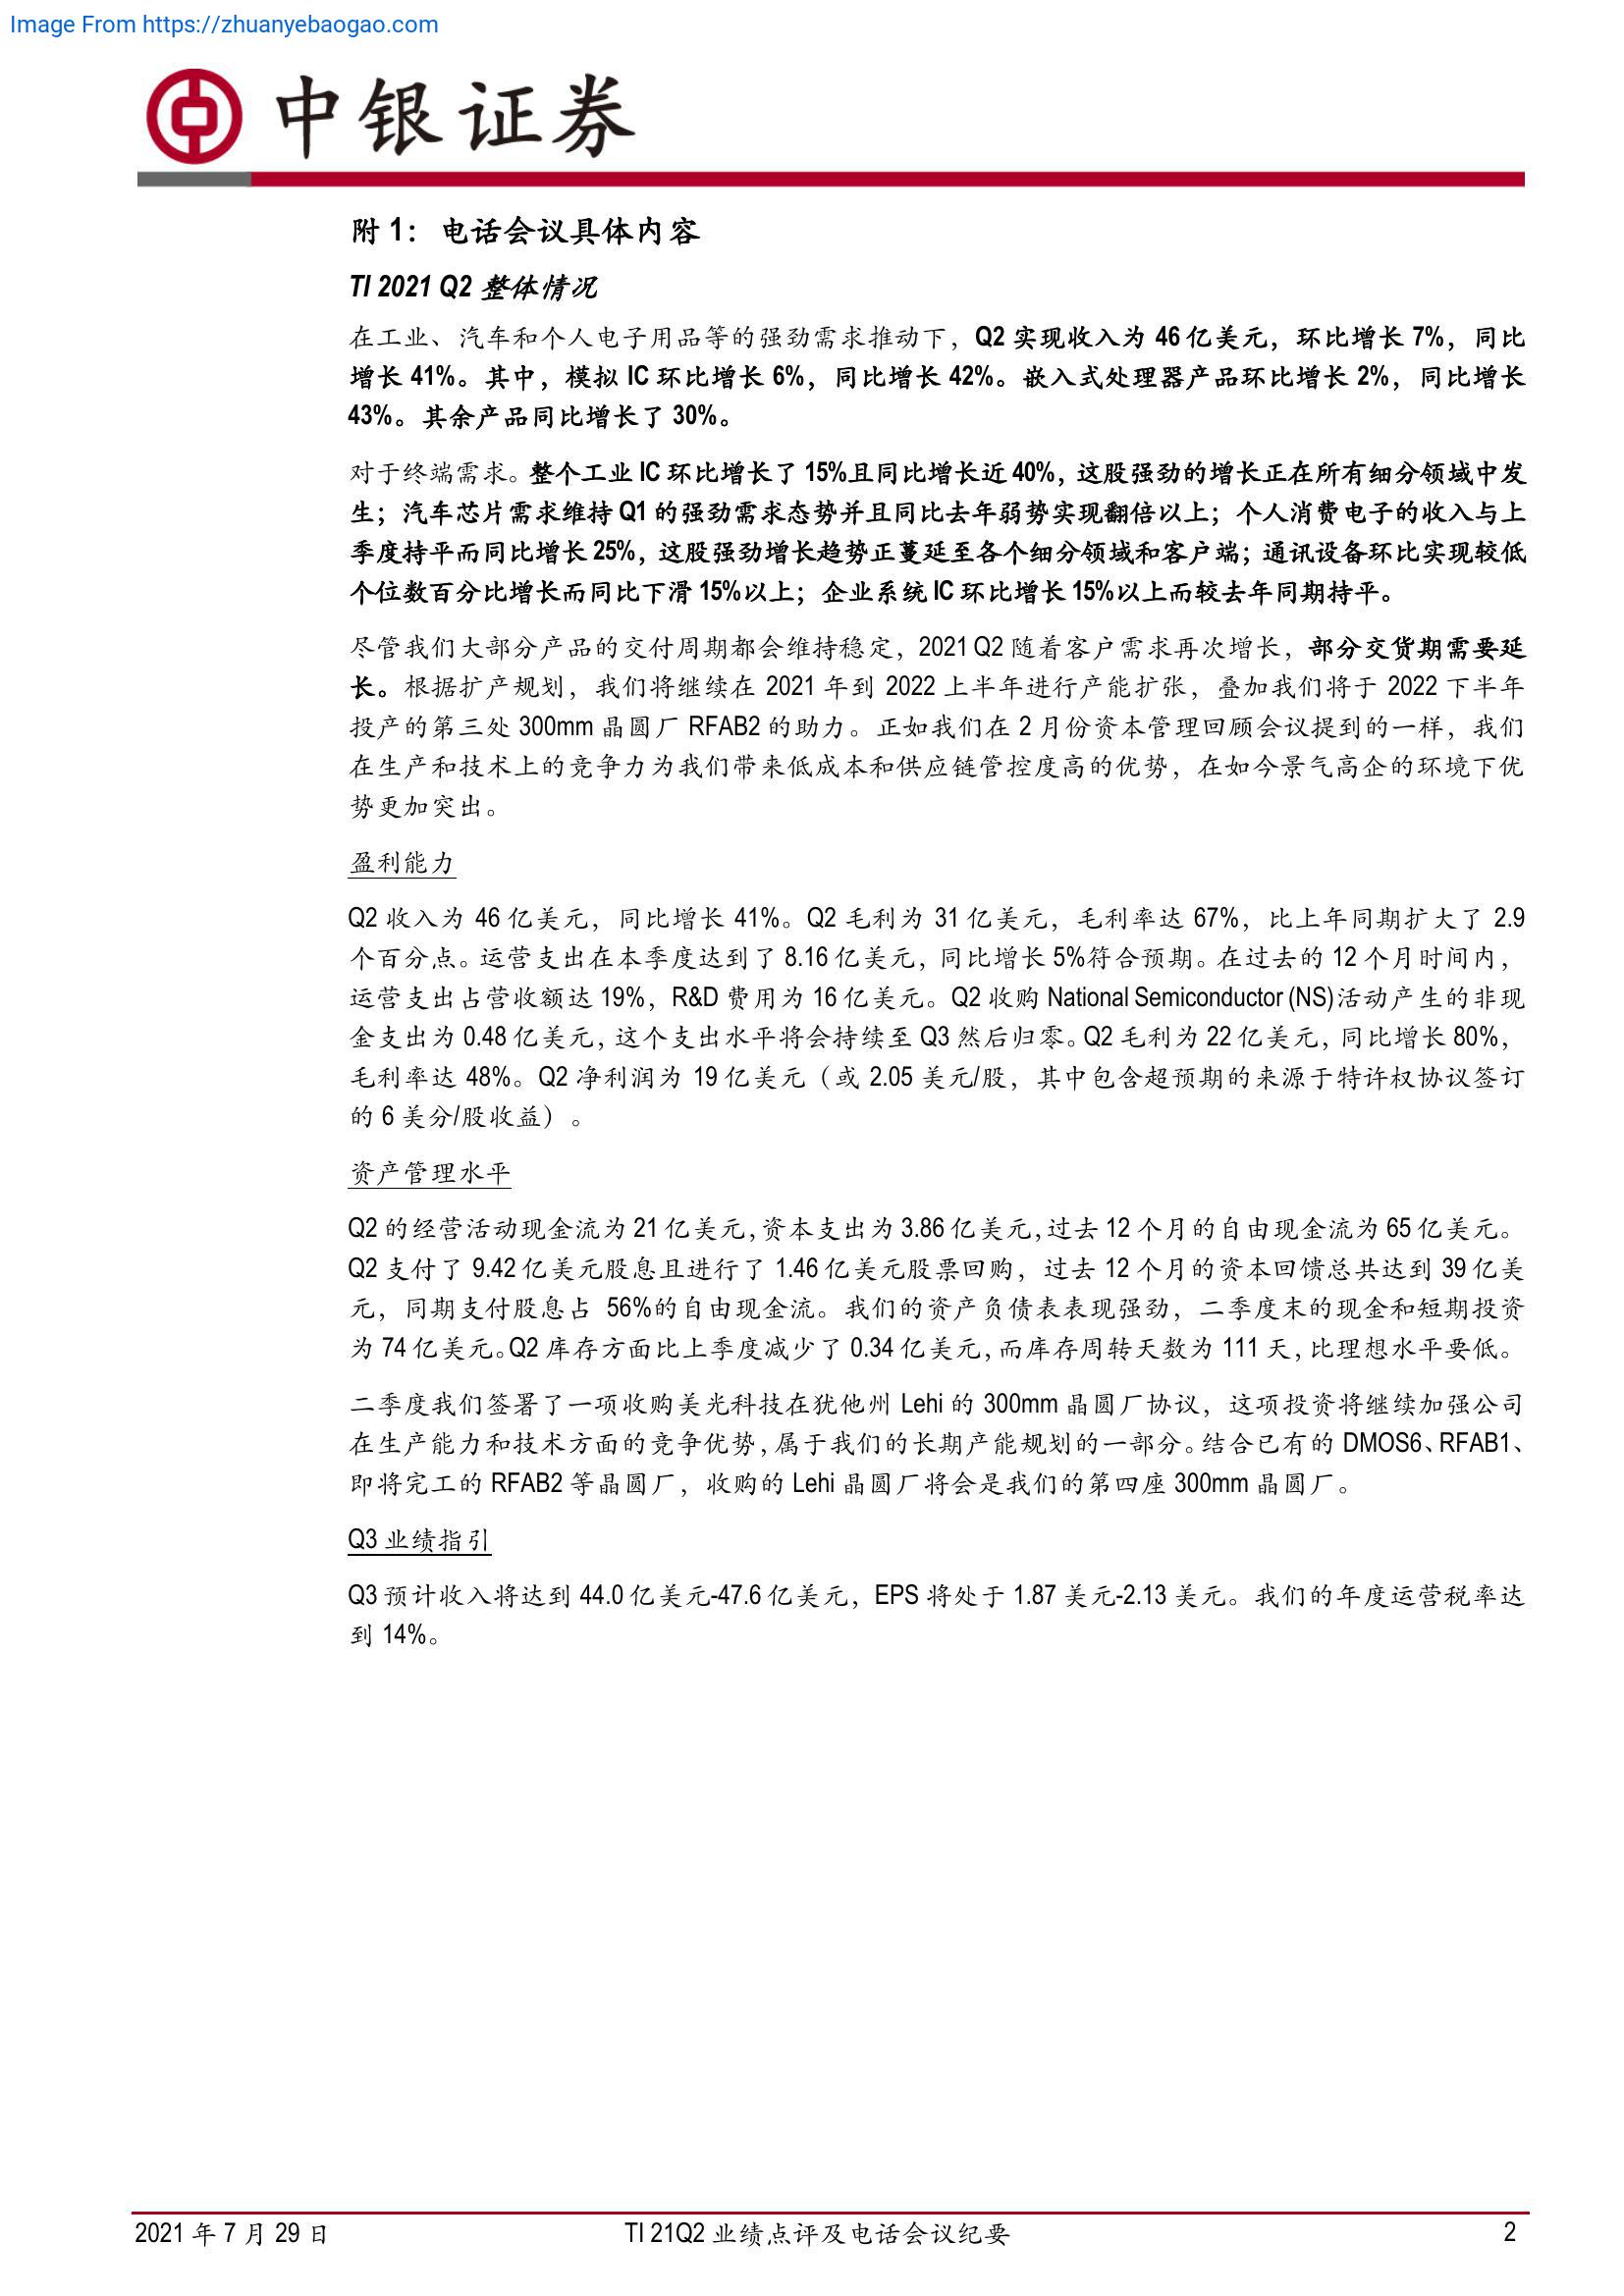 Image From https://zhuanyebaogao.com
中银证券
附 1： 电话会议具体内容
TI 2021 Q2 整体情况
在工业、汽车和个人电子用品等的强劲需求推动下，Q2 实现收入为 46 亿美元，环比增长 7%，同比
增长 41%。其中，模拟 IC 环比增长 6%，同比增长 42%。嵌入式处理器产品环比增长 2%，同比增长
43%。其余产品同比增长了 30%。
对于终端需求。整个工业 IC 环比增长了 15%且同比增长近 40%，这股强劲的增长正在所有细分领域中发
生；汽车芯片需求维持 Q1 的强劲需求态势并且同比去年弱势实现翻倍以上；个人消费电子的收入与上
季度持平而同比增长 25%，这股强劲增长趋势正蔓延至各个细分领域和客户端；通讯设备环比实现较低
个位数百分比增长而同比下滑 15%以上；企业系统 IC 环比增长 15%以上而较去年同期持平。
尽管我们大部分产品的交付周期都会维持稳定，2021 Q2 随着客户需求再次增长，部分交货期需要延
长。根据扩产规划，我们将继续在 2021 年到 2022 上半年进行产能扩张，叠加我们将于 2022 下半年
投产的第三处 300mm 晶圆厂 RFAB2 的助力。正如我们在 2 月份资本管理回顾会议提到的一样，我们
在生产和技术上的竞争力为我们带来低成本和供应链管控度高的优势，在如今景气高企的环境下优
势更加突出。
盈利能力
Q2 收入为 46 亿美元，同比增长 41%。Q2 毛利为 31 亿美元，毛利率达 67%，比上年同期扩大了 2.9
个百分点。运营支出在本季度达到了 8.16 亿美元，同比增长 5%符合预期。在过去的 12 个月时间内，
运营支出占营收额达 19%，R&D 费用为 16 亿美元。Q2 收购 National Semiconductor (NS)活动产生的非现
金支出为 0.48 亿美元，这个支出水平将会持续至 Q3 然后归零。Q2 毛利为 22 亿美元，同比增长 80%，
毛利率达 48%。Q2 净利润为 19 亿美元（或 2.05 美元/股，其中包含超预期的来源于特许权协议签订
的 6 美分/股收益）。
资产管理水平
Q2 的经营活动现金流为 21 亿美元，资本支出为 3.86 亿美元，过去 12 个月的自由现金流为 65 亿美元。
Q2 支付了 9.42 亿美元股息且进行了 1.46 亿美元股票回购，过去 12 个月的资本回馈总共达到 39 亿美
元，同期支付股息占 56%的自由现金流。我们的资产负债表表现强劲，二季度末的现金和短期投资
为 74 亿美元。Q2 库存方面比上季度减少了 0.34 亿美元，而库存周转天数为 111 天，比理想水平要低。
二季度我们签署了一项收购美光科技在犹他州 Lehi 的 300mm 晶圆厂协议，这项投资将继续加强公司
在生产能力和技术方面的竞争优势，属于我们的长期产能规划的一部分。结合已有的 DMOS6、RFAB1、
即将完工的 RFAB2 等晶圆厂，收购的 Lehi 晶圆厂将会是我们的第四座 300mm 晶圆厂。
Q3 业绩指引
Q3 预计收入将达到 44.0 亿美元-47.6 亿美元，EPS 将处于 1.87 美元-2.13 美元。我们的年度运营税率达
到 14%。
2021 年 7 月 29 日
TI 21Q2 业绩点评及电话会议纪要
2